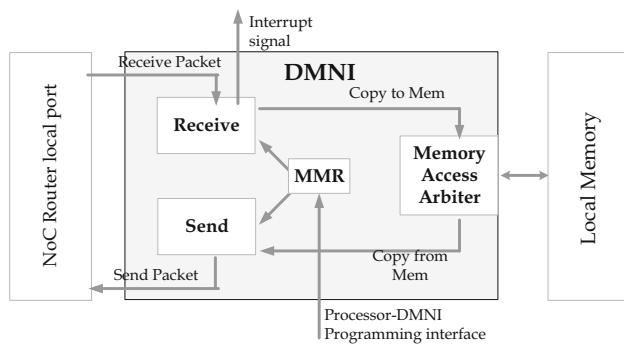 Interrupt
signal
Receive Packet
DMNI
Copy to Mem
Receive
NoC Router local port
MMR
Memory
Access
Arbiter
Local Memory
Send
Send Packet
Copy from
Mem
Processor-DMNI
Programming interface